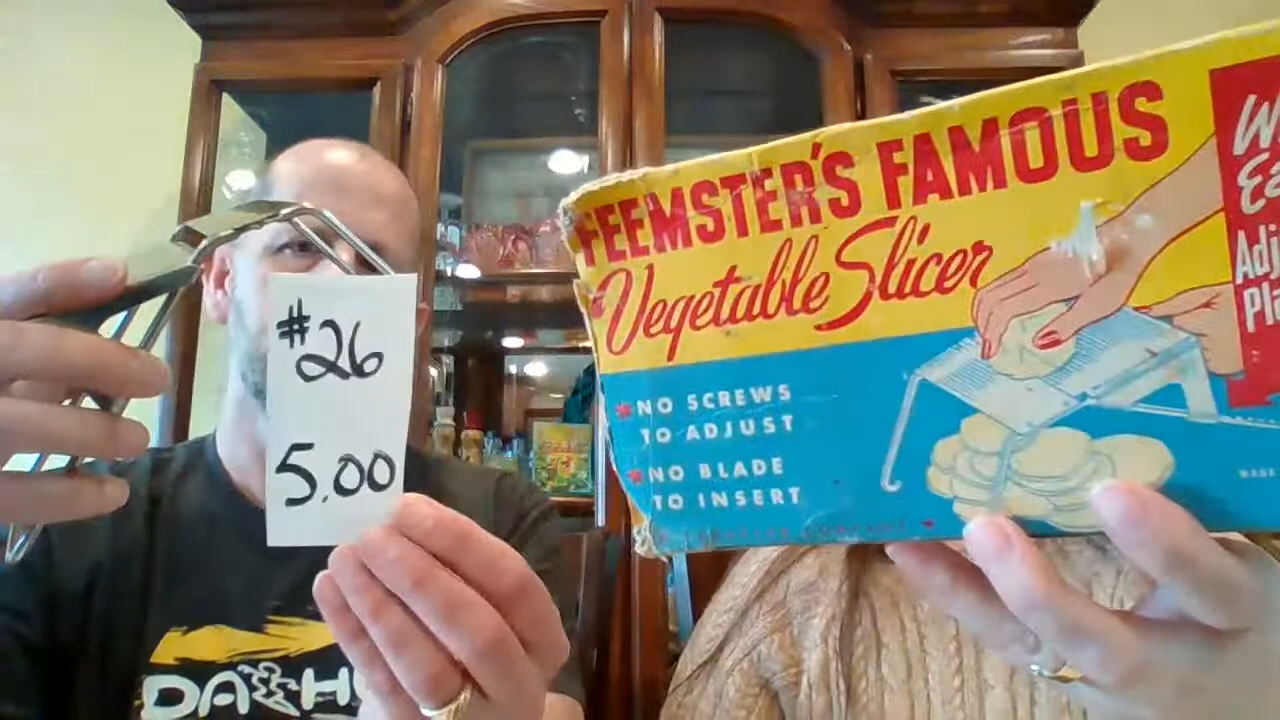 #26
5.00
FEEMSTER'S FAMOUS
Vegetable Slicer
NO SCREWS
TO ADJUST
NO BLADE
TO INSERT